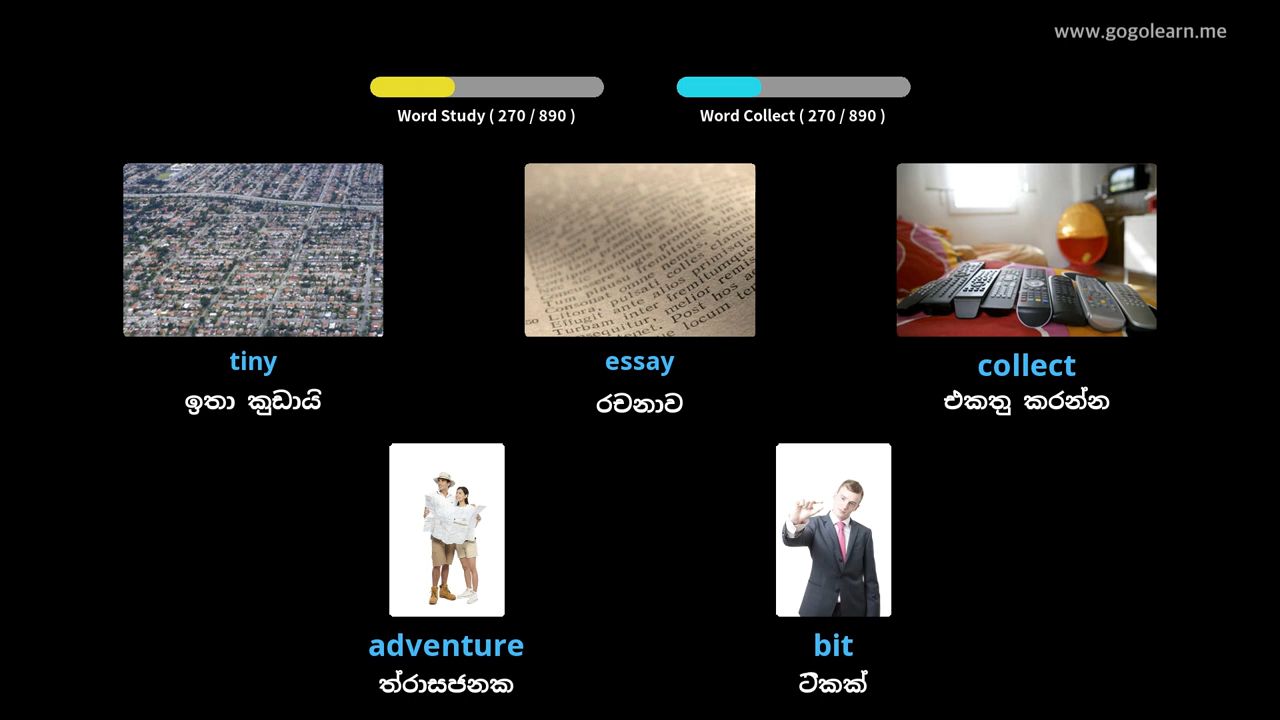 www.gogolearn.me
Word Study ( 270 / 890 )
Word Collect ( 270 / 890 )
tiny
ඉතා කුඩායි
essay
රචනාව
collect
එකතු කරන්න
adventure
ත්රාසජනක
bit
ටිකක්